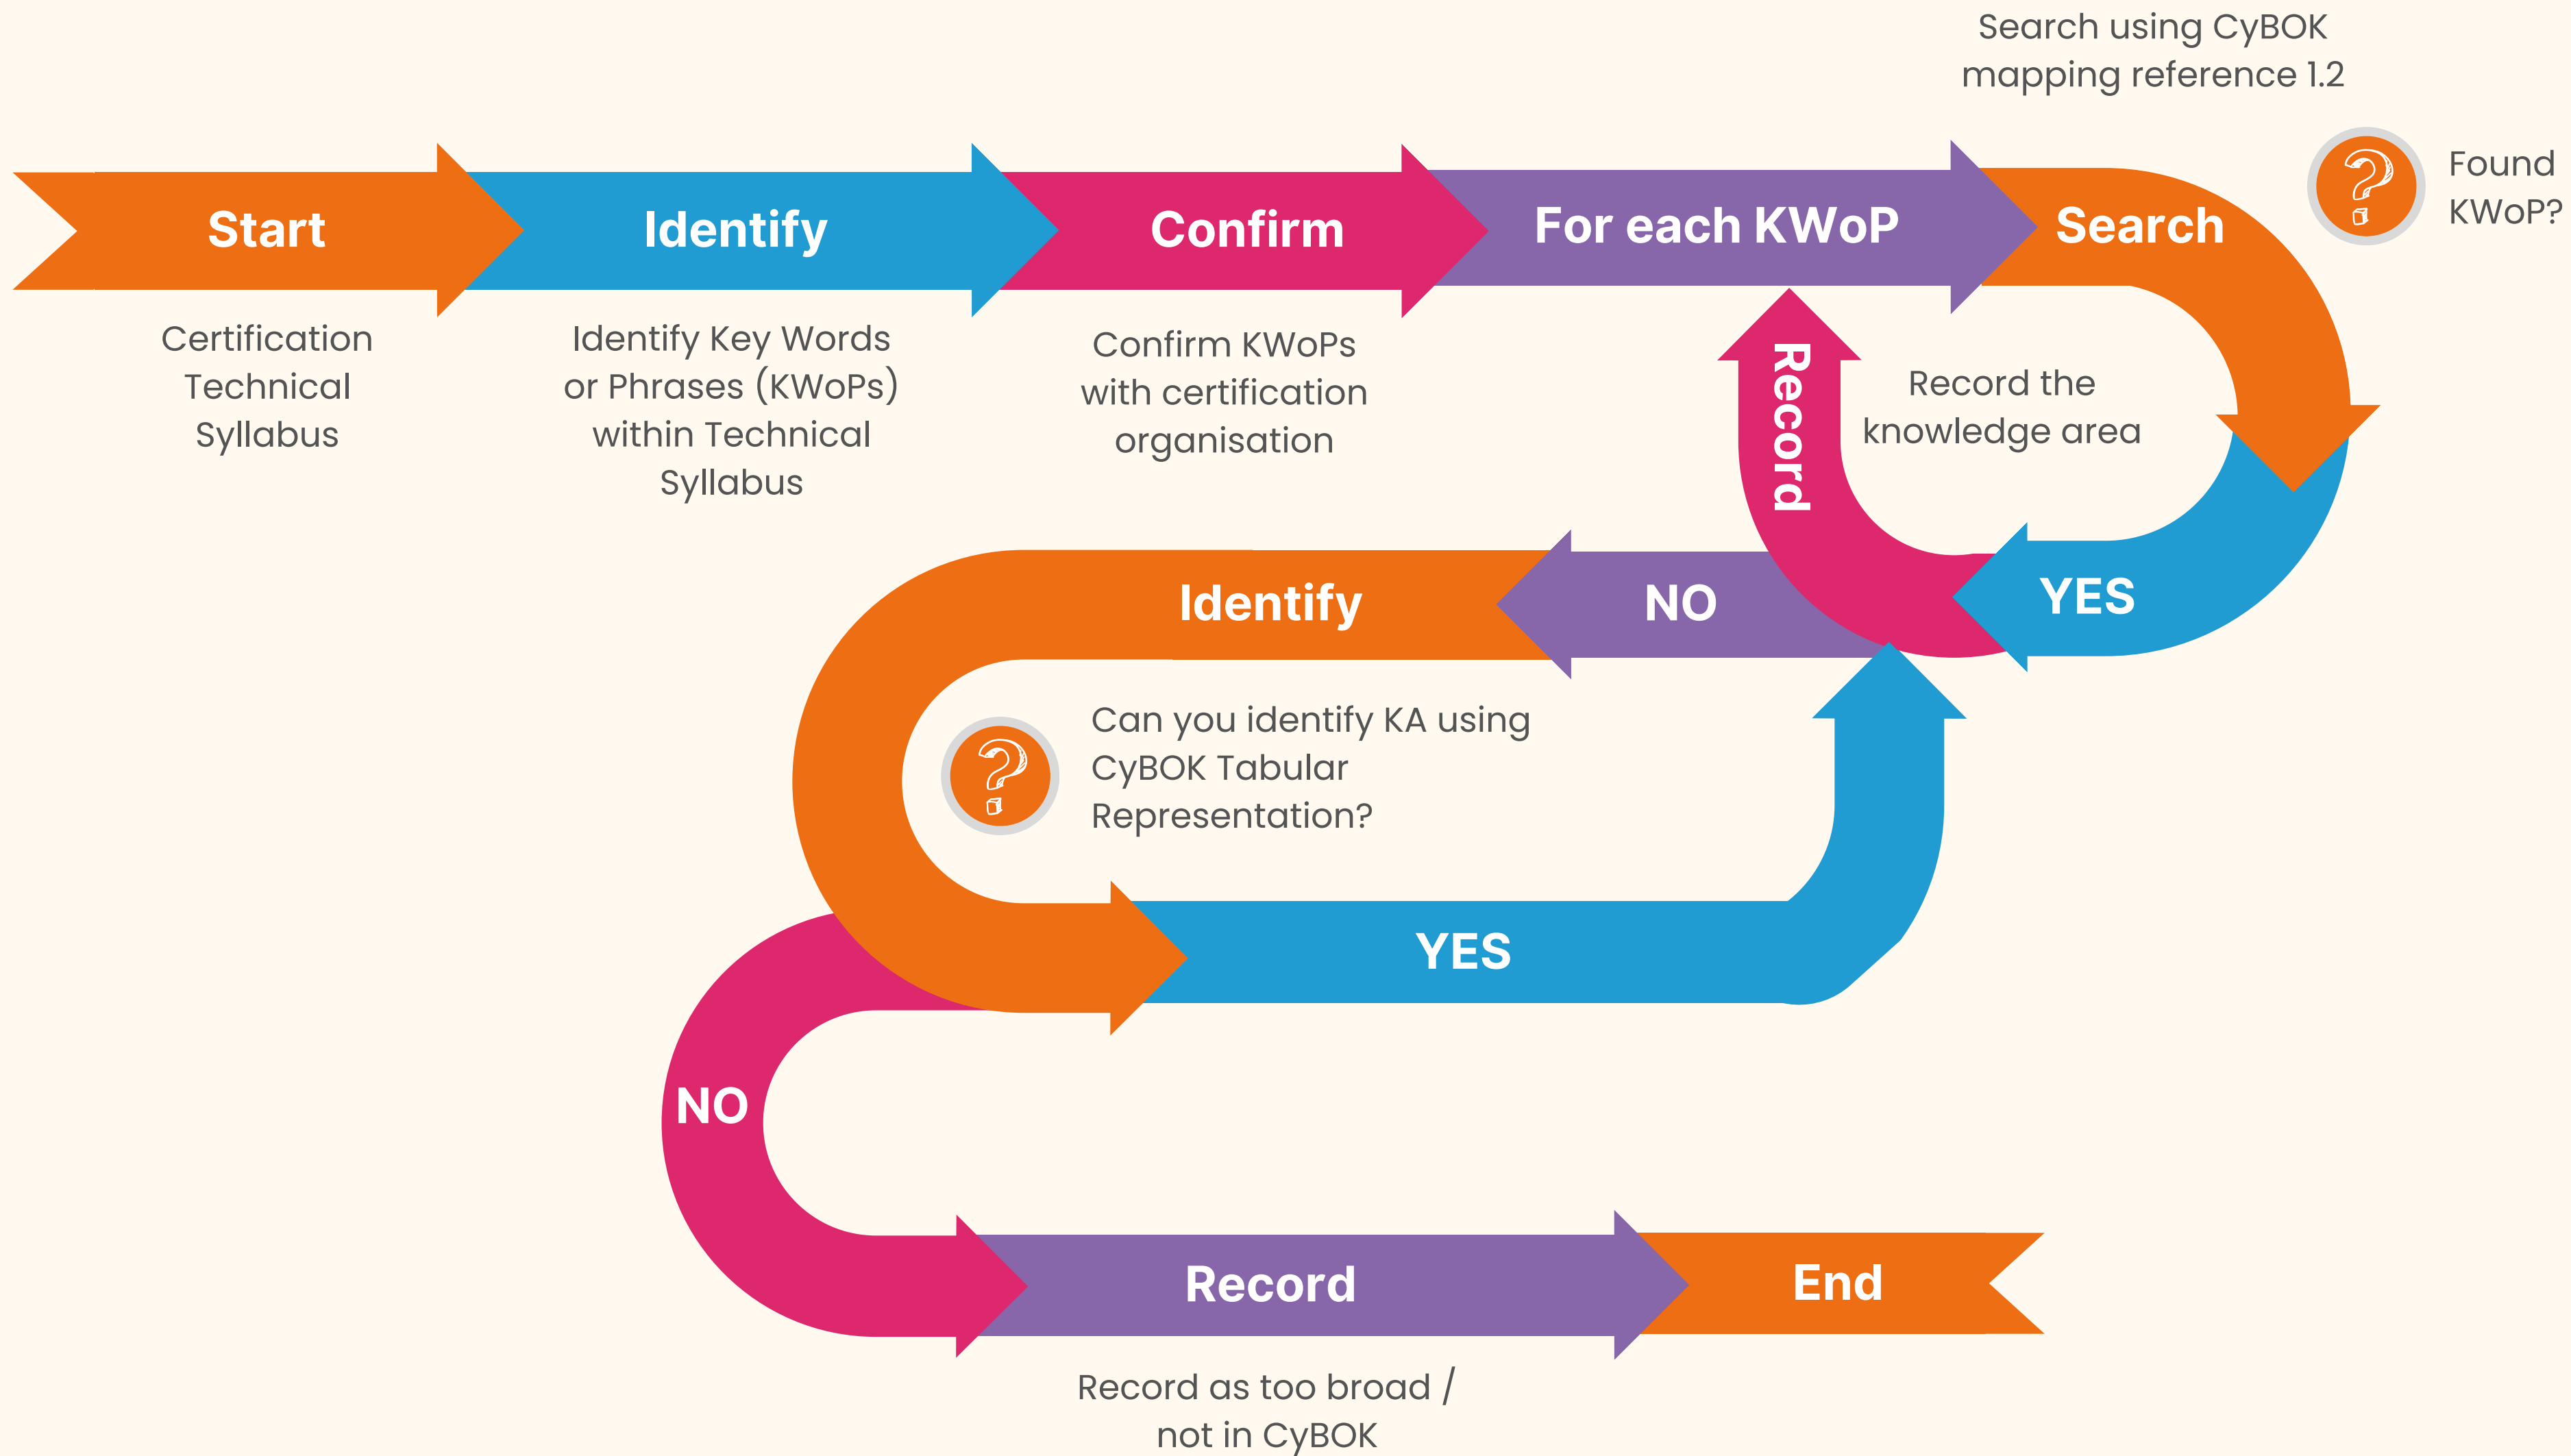 Search using CyBOK
mapping reference 1.2
?
Found
KWoP?
Start
Identify
Confirm
For each KWoP
Search
Certification
Technical
Syllabus
Identify Key Words
or Phrases (KWoPs)
within Technical
Syllabus
Confirm KWoPs
with certification
organisation
Record
Record the
knowledge area
Identify
NO
YES
?
Can you identify KA using
CyBOK Tabular
Representation?
YES
NO
Record
End
Record as too broad /
not in CyBOK